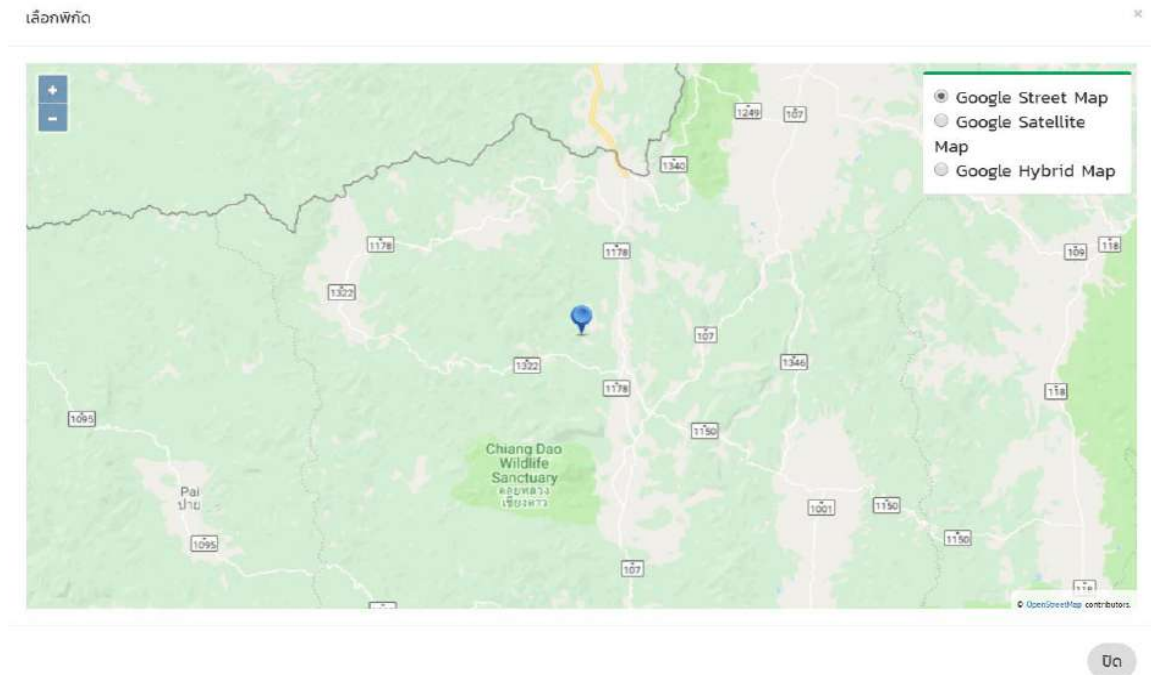 เลือกพิกัด
×
+
-
Google Street Map
Google Satellite
Map
Google Hybrid Map
1249
107
1340
1178
1178
109
118
1322
107
1322
1346
1178
118
1095
1150
Chiang Dao
Wildlife
Sanctuary
ดอยหลวง
เชียงดาว
Pai
ปาย
1001
1150
1095
1150
107
118
© OpenStreetMap contributors.
ปิด